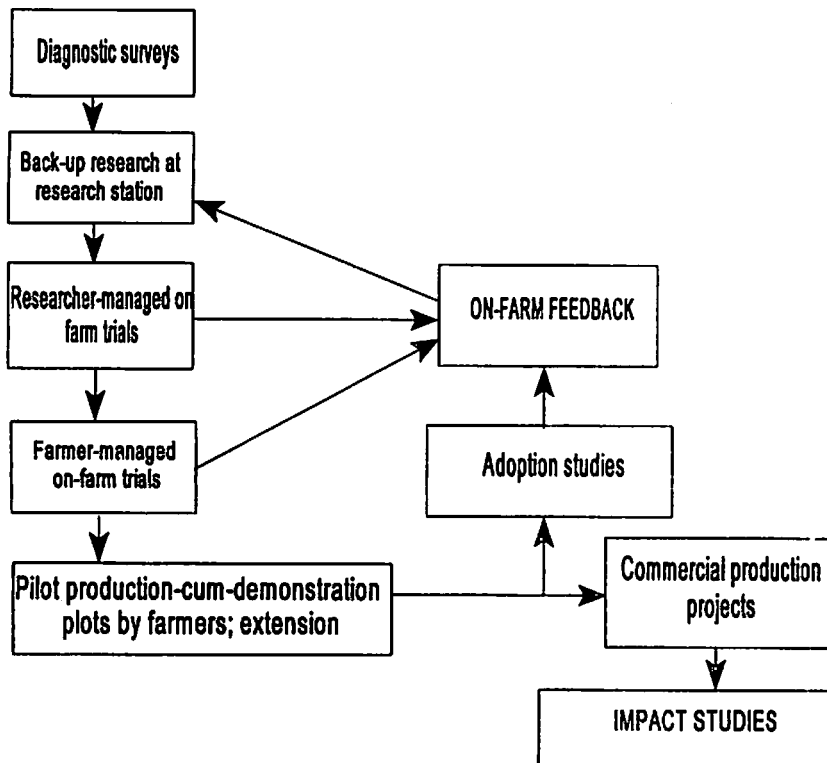 Diagnostic surveys
Back-up research at
research station
Researcher-managed on
farm trials
ON-FARM FEEDBACK
Farmer-managed
on-farm trials
Adoption studies
Pilot production-cum-demonstration
plots by farmers; extension
Commercial production
projects
IMPACT STUDIES